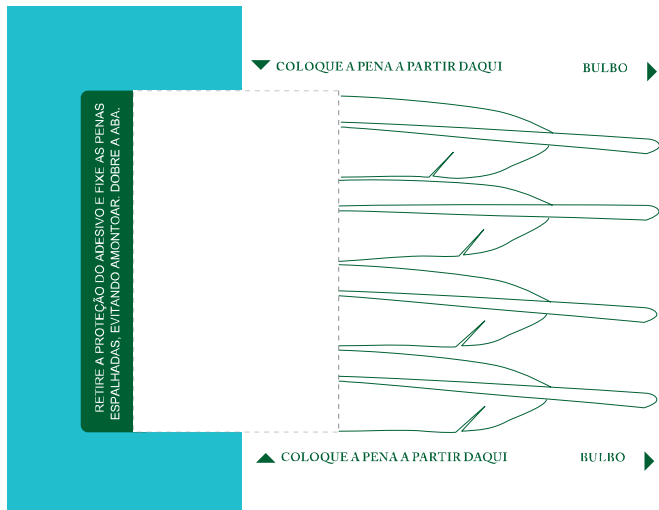 COLOQUE A PENA A PARTIR DAQUI
BULBO
RETIRE A PROTEÇÃO DO ADESIVO E FIXE AS PENAS
ESPALHADAS, EVITANDO AMONTOAR. DOBRE A ABA.
COLOQUE A PENA A PARTIR DAQUI
BULBO